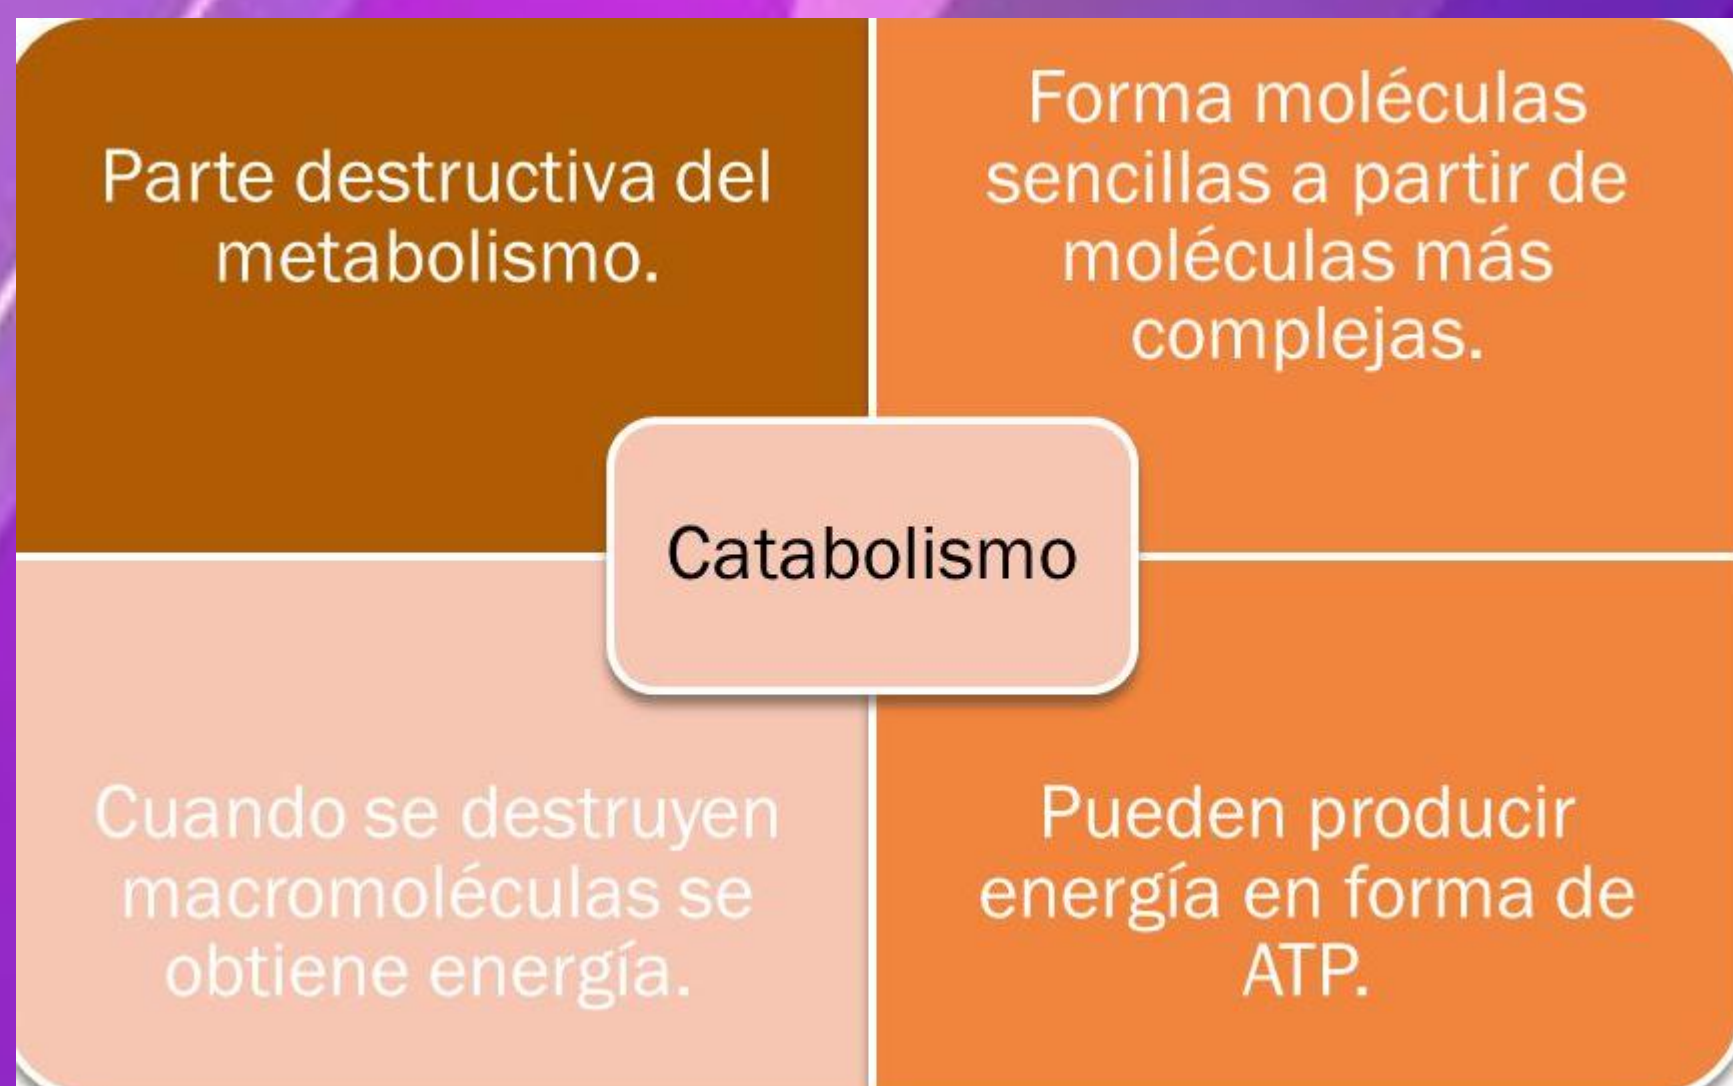 Parte destructiva del
metabolismo.
Forma moléculas
sencillas a partir de
moléculas más
complejas.
Catabolismo
Cuando se destruyen
macromoléculas se
obtiene energía.
Pueden producir
energía en forma de
ATP.